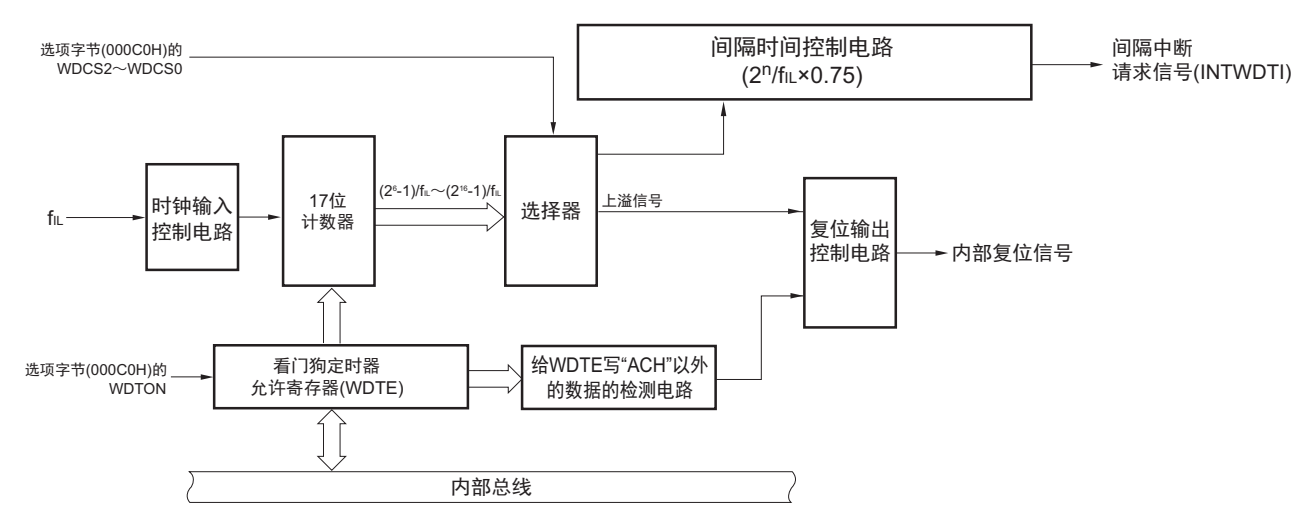 选项字节(000C0H)的
WDCS2～WDCS0
间隔时间控制电路
(2ⁿ/fIL×0.75)
间隔中断
请求信号(INTWDTI)
fIL
时钟输入
控制电路
17位
计数器
(2⁶-1)/fIL～(2¹⁶-1)/fIL
选择器
上溢信号
复位输出
控制电路
内部复位信号
选项字节(000C0H)的
WDTON
看门狗定时器
允许寄存器(WDTE)
给WDTE写“ACH”以外
的数据的检测电路
内部总线